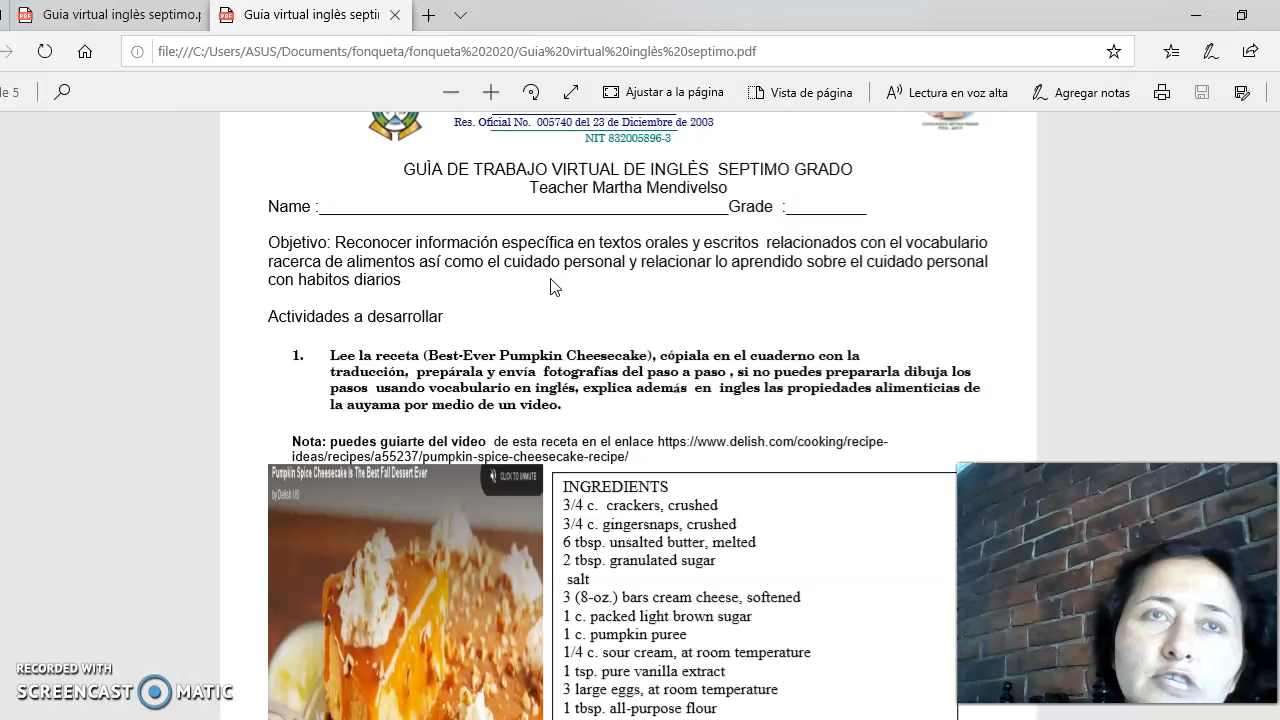 Guia virtual inglès septimo.p
Guia virtual inglès septimo.
file:///C:/Users/ASUS/Documents/fonqueta/fonqueta%202020/Guia%20virtual%20inglès%20septimo.pdf
de 5
Ajustar a la página
Vista de página
Lectura en voz alta
Agregar notas
Res. Oficial No. 005740 del 23 de Diciembre de 2003
NIT 832005896-3
GUÌA DE TRABAJO VIRTUAL DE INGLÈS SEPTIMO GRADO
Teacher Martha Mendivelso
Name :_______________________________________________Grade :_________
Objetivo: Reconocer información específica en textos orales y escritos relacionados con el vocabulario
racerca de alimentos así como el cuidado personal y relacionar lo aprendido sobre el cuidado personal
con habitos diarios
Actividades a desarrollar
1. Lee la receta (Best-Ever Pumpkin Cheesecake), cópiala en el cuaderno con la
traducción, prepárala y envía fotografías del paso a paso , si no puedes prepararla dibuja los
pasos usando vocabulario en inglés, explica además en ingles las propiedades alimenticias de
la auyama por medio de un video.
Nota: puedes guiarte del video de esta receta en el enlace https://www.delish.com/cooking/recipe-
ideas/recipes/a55237/pumpkin-spice-cheesecake-recipe/
Pumpkin Spice Cheesecake Is The Best Fall Dessert Ever
CLICK TO UNMUTE
by Delish US
INGREDIENTS
3/4 c. crackers, crushed
3/4 c. gingersnaps, crushed
6 tbsp. unsalted butter, melted
2 tbsp. granulated sugar
salt
3 (8-oz.) bars cream cheese, softened
1 c. packed light brown sugar
1 c. pumpkin puree
1/4 c. sour cream, at room temperature
1 tsp. pure vanilla extract
3 large eggs, at room temperature
1 tbsp. all-purpose flour
RECORDED WITH
SCREENCAST MATIC